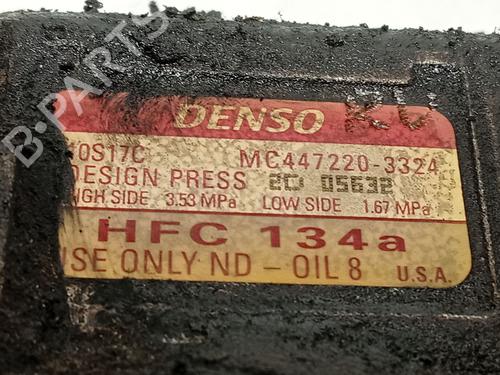 DENSO
10S17C MC447220-3324
DESIGN PRESS 2D 05632
HIGH SIDE 3.53 MPa LOW SIDE 1.67 MPa
HFC 134a
USE ONLY ND-OIL 8 U.S.A.
B-PARTS